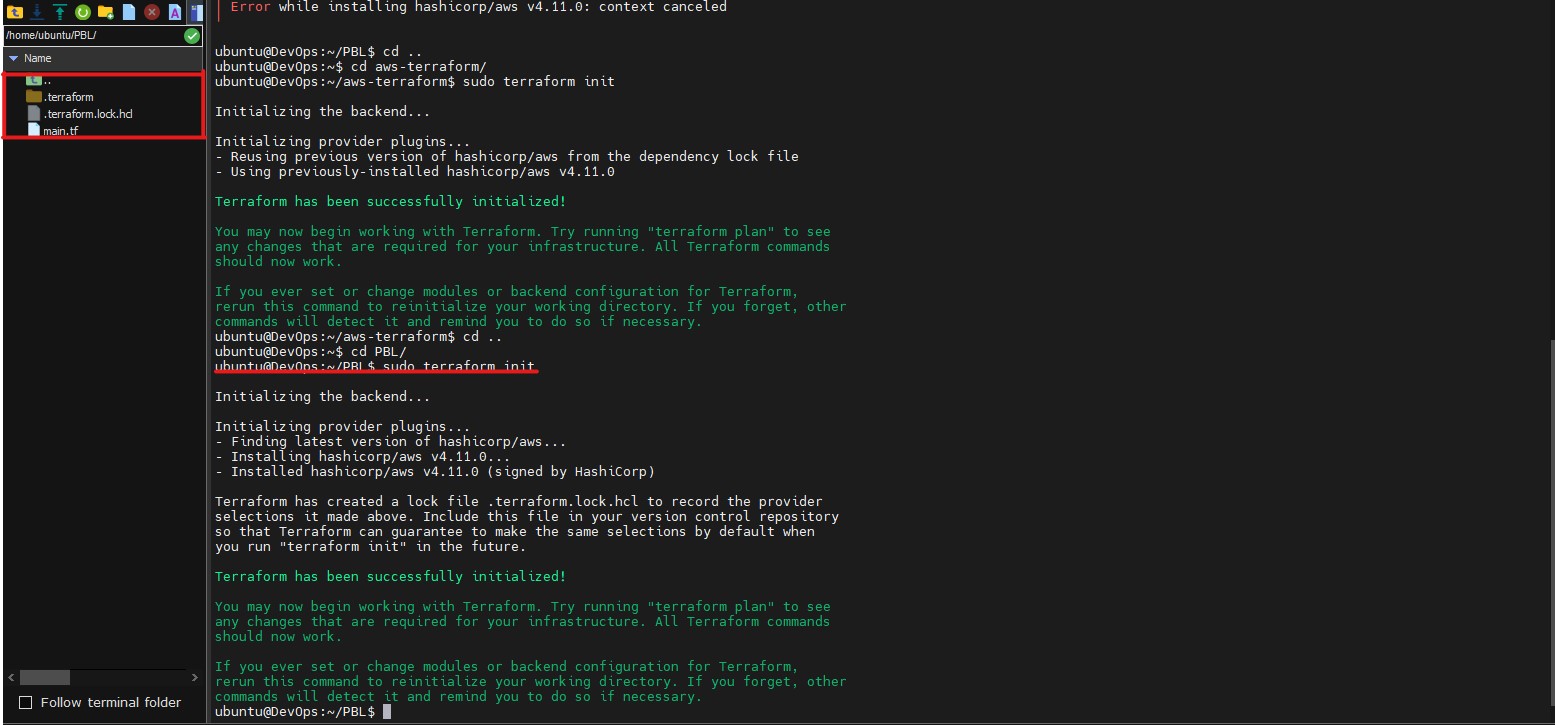 /home/ubuntu/PBL/
Name
..
.terraform
.terraform.lock.hcl
main.tf
Follow terminal folder
Error while installing hashicorp/aws v4.11.0: context canceled
ubuntu@DevOps:~/PBL$ cd ..
ubuntu@DevOps:~$ cd aws-terraform/
ubuntu@DevOps:~/aws-terraform$ sudo terraform init
Initializing the backend...
Initializing provider plugins...
- Reusing previous version of hashicorp/aws from the dependency lock file
- Using previously-installed hashicorp/aws v4.11.0
Terraform has been successfully initialized!
You may now begin working with Terraform. Try running "terraform plan" to see
any changes that are required for your infrastructure. All Terraform commands
should now work.
If you ever set or change modules or backend configuration for Terraform,
rerun this command to reinitialize your working directory. If you forget, other
commands will detect it and remind you to do so if necessary.
ubuntu@DevOps:~/aws-terraform$ cd ..
ubuntu@DevOps:~$ cd PBL/
ubuntu@DevOps:~/PBL$ sudo terraform init
Initializing the backend...
Initializing provider plugins...
- Finding latest version of hashicorp/aws...
- Installing hashicorp/aws v4.11.0...
- Installed hashicorp/aws v4.11.0 (signed by HashiCorp)
Terraform has created a lock file .terraform.lock.hcl to record the provider
selections it made above. Include this file in your version control repository
so that Terraform can guarantee to make the same selections by default when
you run "terraform init" in the future.
Terraform has been successfully initialized!
You may now begin working with Terraform. Try running "terraform plan" to see
any changes that are required for your infrastructure. All Terraform commands
should now work.
If you ever set or change modules or backend configuration for Terraform,
rerun this command to reinitialize your working directory. If you forget, other
commands will detect it and remind you to do so if necessary.
ubuntu@DevOps:~/PBL$